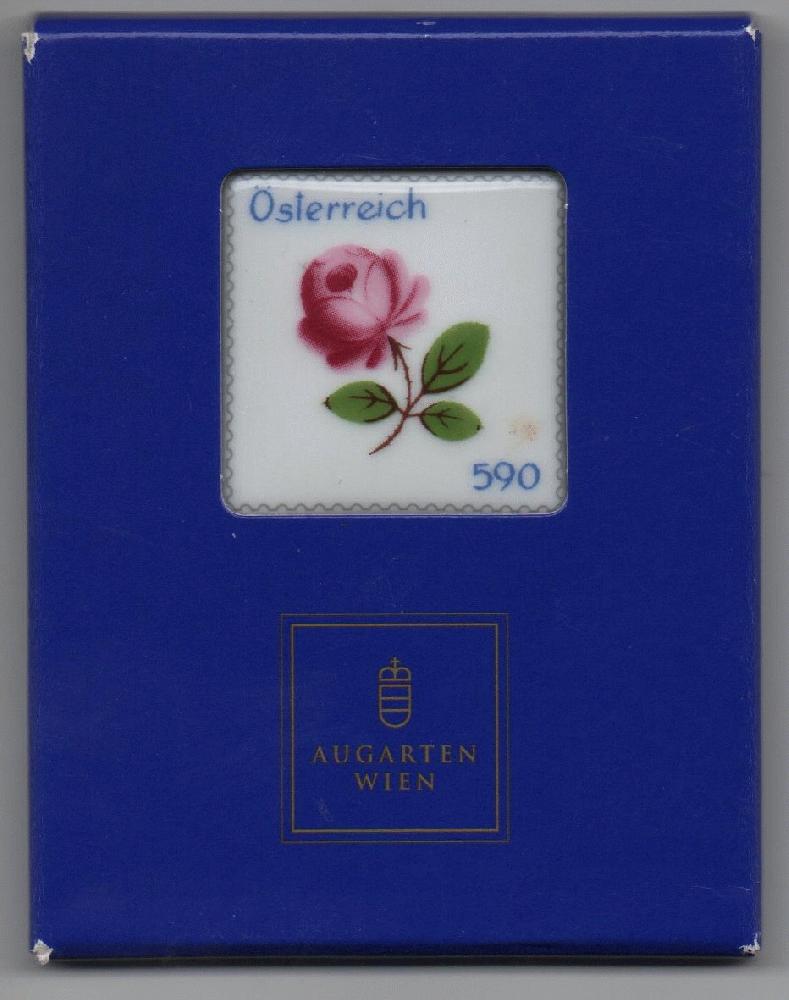 Österreich
590
AUGARTEN
WIEN